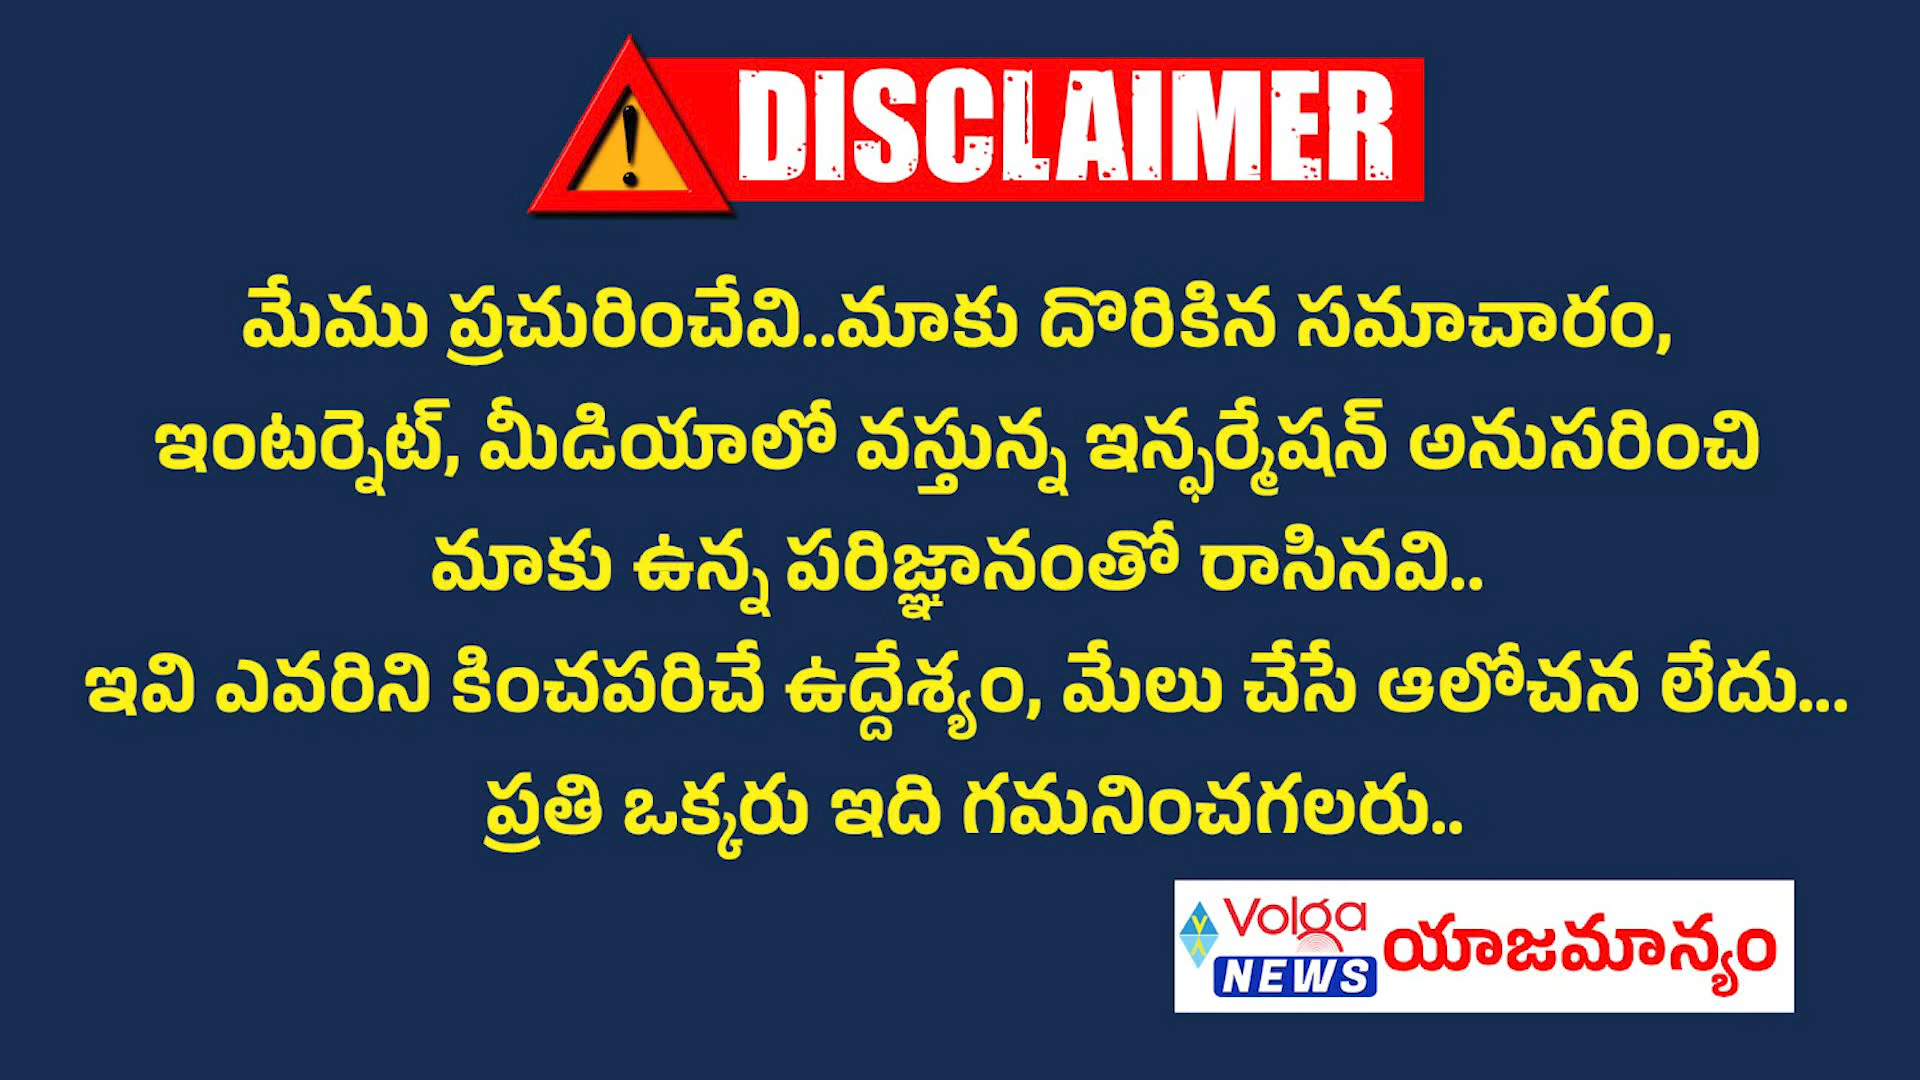 DISCLAIMER
మేము ప్రచురించేవి..మాకు దొరికిన సమాచారం,
ఇంటర్నెట్, మీడియాలో వస్తున్న ఇన్ఫర్మేషన్ అనుసరించి
మాకు ఉన్న పరిజ్ఞానంతో రాసినవి..
ఇవి ఎవరిని కించపరిచే ఉద్దేశ్యం, మేలు చేసే ఆలోచన లేదు...
ప్రతి ఒక్కరు ఇది గమనించగలరు..
Volga
NEWS యాజమాన్యం